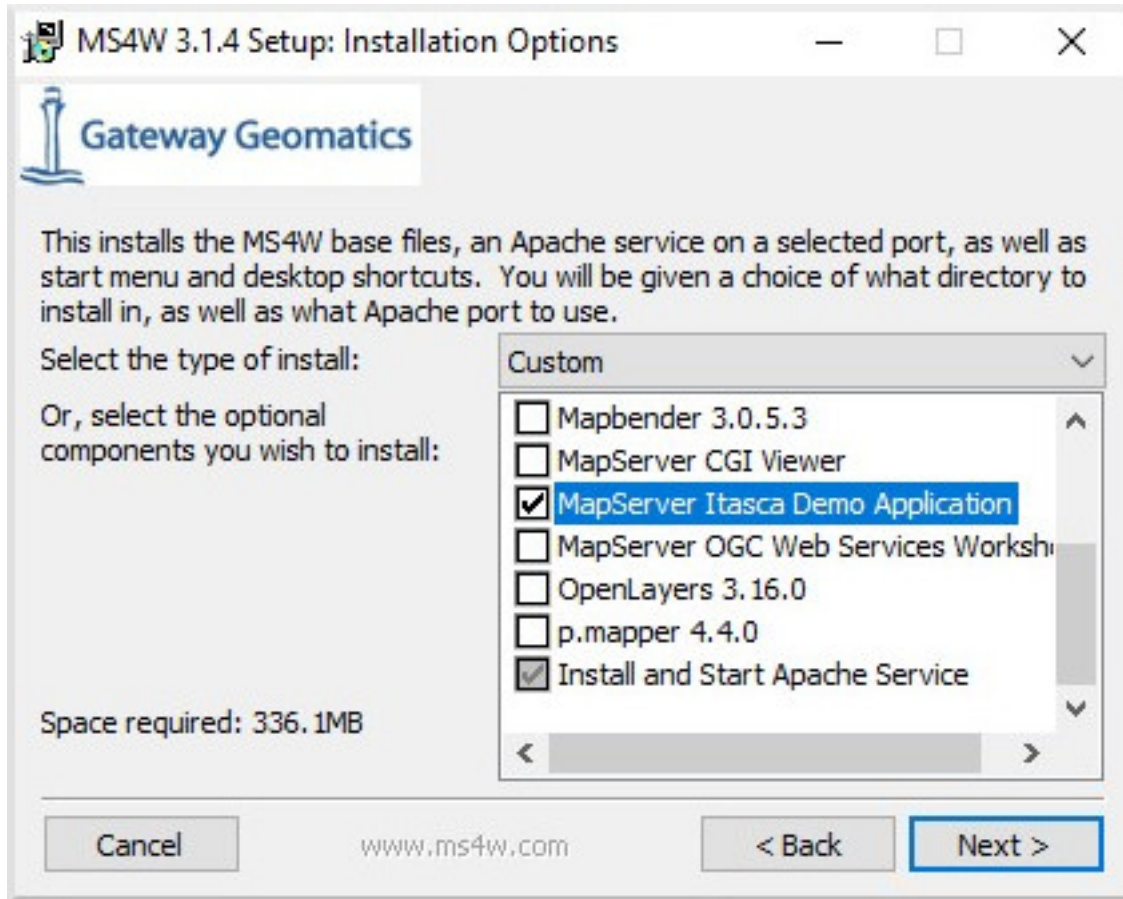 MS4W 3.1.4 Setup: Installation Options
Gateway Geomatics
This installs the MS4W base files, an Apache service on a selected port, as well as
start menu and desktop shortcuts.  You will be given a choice of what directory to
install in, as well as what Apache port to use.
Select the type of install:
Custom
Or, select the optional
components you wish to install:
Mapbender 3.0.5.3
MapServer CGI Viewer
MapServer Itasca Demo Application
MapServer OGC Web Services
OpenLayers 3.16.0
p.mapper 4.4.0
Install and Start Apache Service
Space required: 336.1MB
Cancel
www.ms4w.com
< Back
Next >